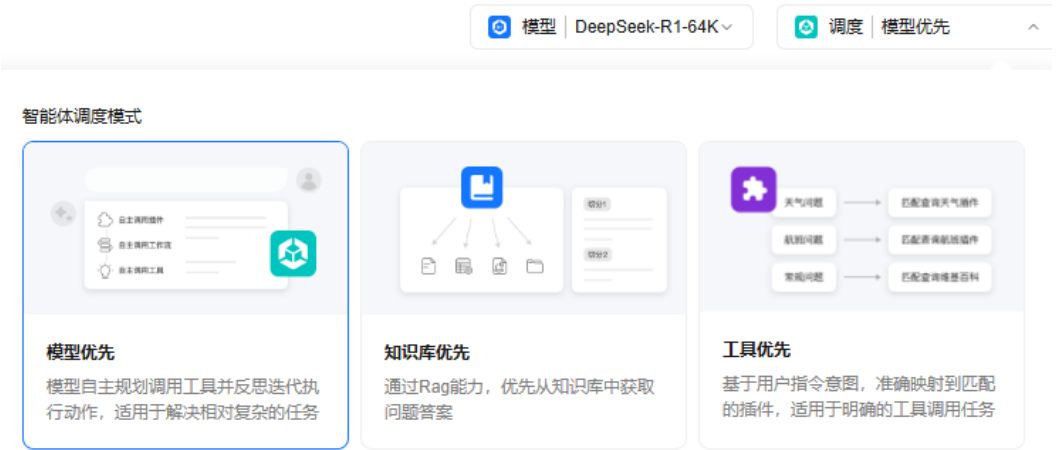 模型 | DeepSeek-R1-64K
调度 | 模型优先
智能体调度模式
自主调用插件
自主调用工作流
自主调用工具
模型优先
模型自主规划调用工具并反思迭代执
行动作，适用于解决相对复杂的任务
切分1
切分2
知识库优先
通过Rag能力，优先从知识库中获取
问题答案
天气问题
匹配查询天气插件
航班问题
匹配查询航班插件
常规问题
匹配查询维基百科
工具优先
基于用户指令意图，准确映射到匹配
的插件，适用于明确的工具调用任务